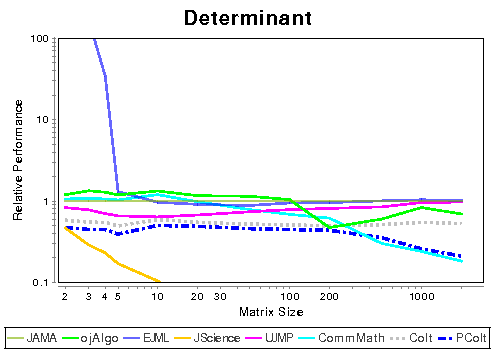 Determinant
100
10
1
0.1
Relative Performance
2 3 4 5 10 20 30 100 200 1000
Matrix Size
JAMA ojAlgo EJML JScience UJMP CommMath Colt PColt